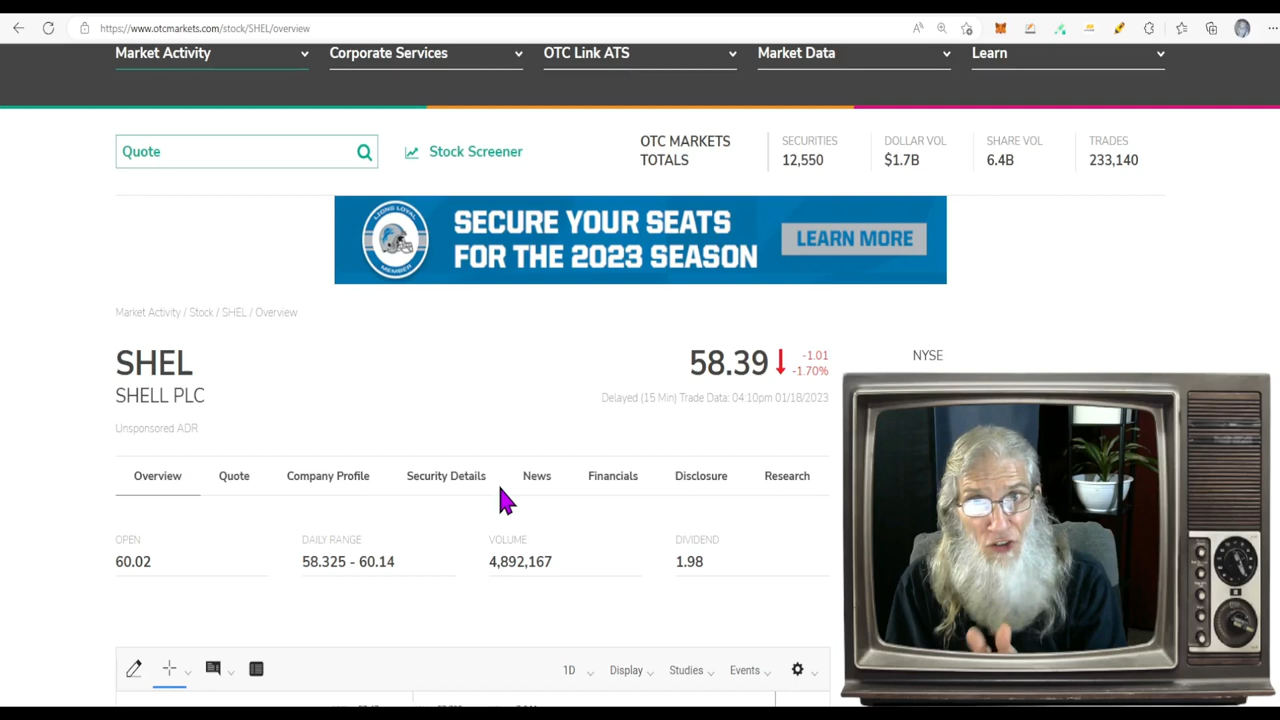 https://www.otcmarkets.com/stock/SHEL/overview
Market Activity
Corporate Services
OTC Link ATS
Market Data
Learn
Quote
Stock Screener
OTC MARKETS
TOTALS
SECURITIES
12,550
DOLLAR VOL
$1.7B
SHARE VOL
6.4B
TRADES
233,140
LIONS LOYAL
MEMBER
SECURE YOUR SEATS
FOR THE 2023 SEASON
LEARN MORE
Market Activity / Stock / SHEL / Overview
SHEL
SHELL PLC
Unsponsored ADR
58.39
-1.01
-1.70%
Delayed (15 Min) Trade Data: 04:10pm 01/18/2023
NYSE
Overview
Quote
Company Profile
Security Details
News
Financials
Disclosure
Research
OPEN
60.02
DAILY RANGE
58.325 - 60.14
VOLUME
4,892,167
DIVIDEND
1.98
1D
Display
Studies
Events